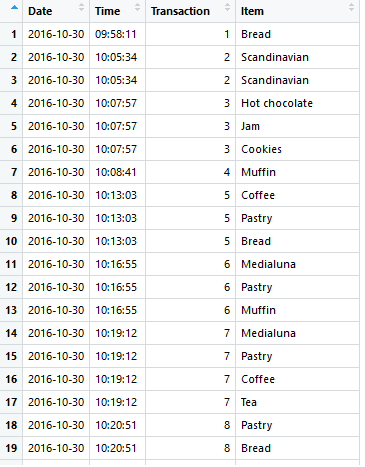 Date Time Transaction Item
1 2016-10-30 09:58:11 1 Bread
2 2016-10-30 10:05:34 2 Scandinavian
3 2016-10-30 10:05:34 2 Scandinavian
4 2016-10-30 10:07:57 3 Hot chocolate
5 2016-10-30 10:07:57 3 Jam
6 2016-10-30 10:07:57 3 Cookies
7 2016-10-30 10:08:41 4 Muffin
8 2016-10-30 10:13:03 5 Coffee
9 2016-10-30 10:13:03 5 Pastry
10 2016-10-30 10:13:03 5 Bread
11 2016-10-30 10:16:55 6 Medialuna
12 2016-10-30 10:16:55 6 Pastry
13 2016-10-30 10:16:55 6 Muffin
14 2016-10-30 10:19:12 7 Medialuna
15 2016-10-30 10:19:12 7 Pastry
16 2016-10-30 10:19:12 7 Coffee
17 2016-10-30 10:19:12 7 Tea
18 2016-10-30 10:20:51 8 Pastry
19 2016-10-30 10:20:51 8 Bread